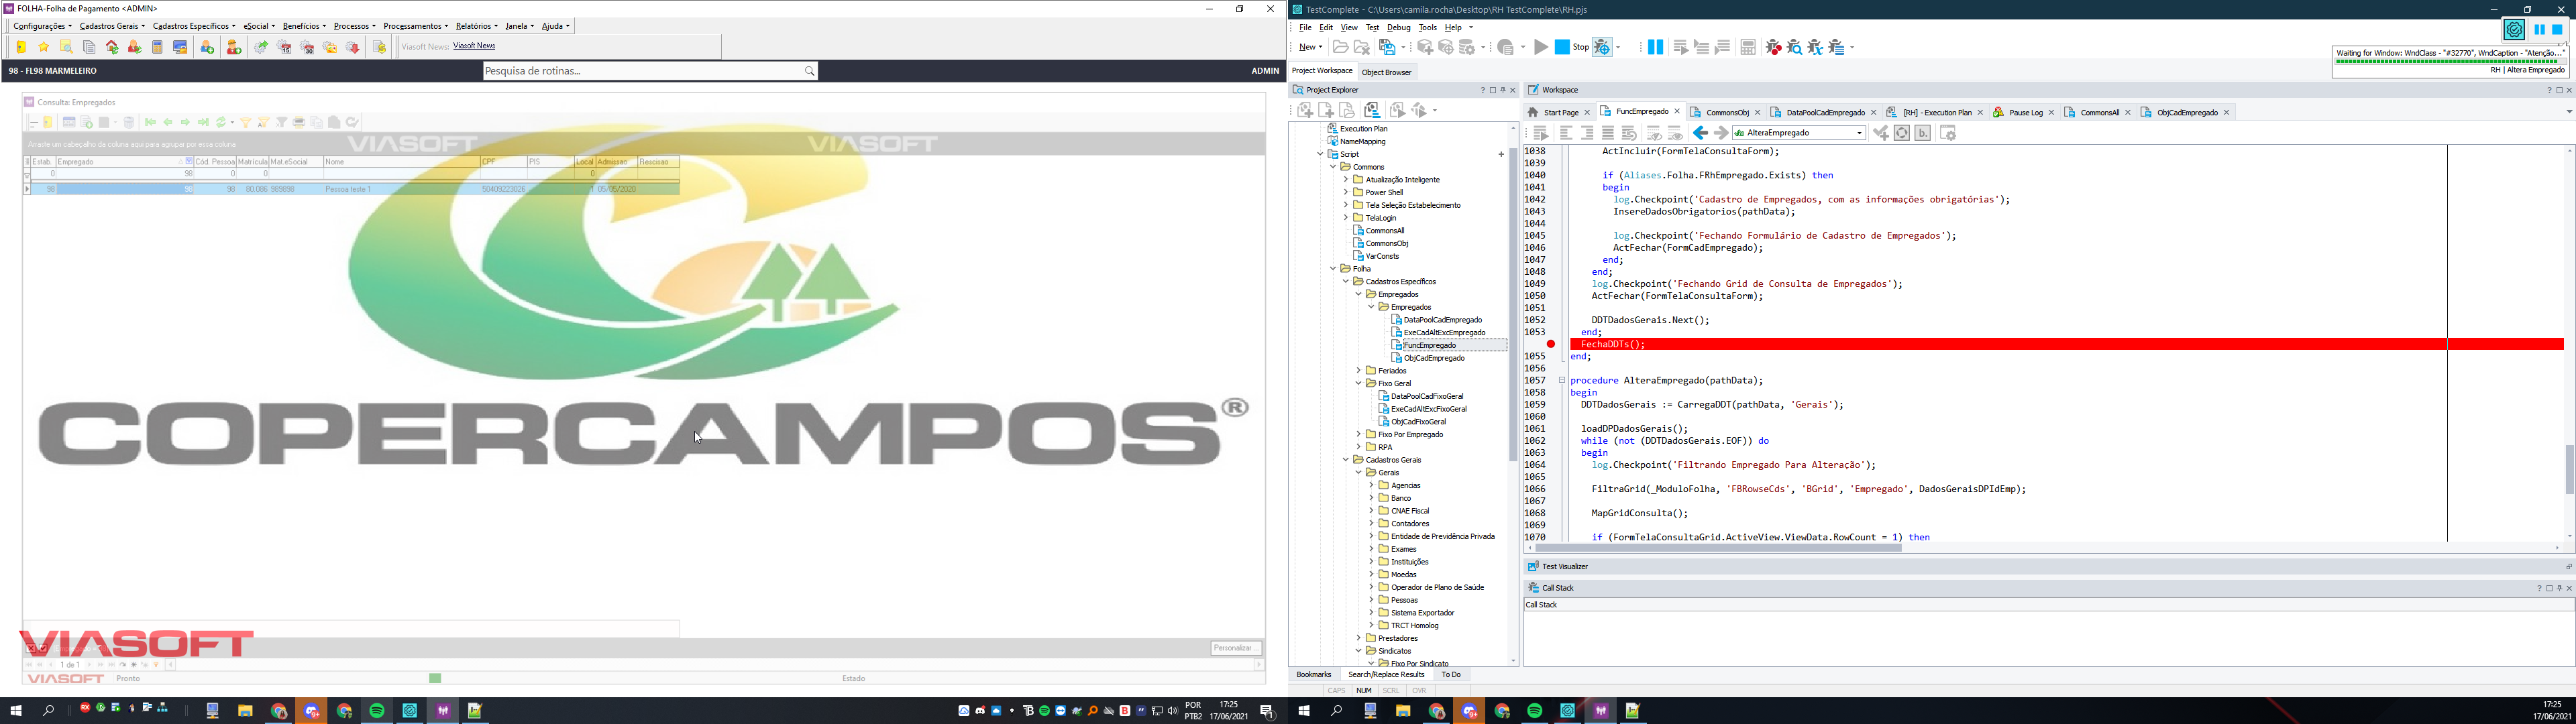 FOLHA-Folha de Pagamento <ADMIN>
Configurações Cadastros Gerais Cadastros Específicos eSocial Benefícios Processos Processamentos Relatórios Janela Ajuda
Viasoft News: Viasoft News
98 - FL98 MARMELEIRO
Pesquisa de rotinas...
ADMIN
Consulta: Empregados
VIASOFT VIASOFT
Arraste um cabeçalho da coluna aqui para agrupar por essa coluna
Estab. Empregado Cód. Pessoa Matrícula Mat eSocial Nome CPF PIS Local Admissao Rescisao
0 98 0 0 0
98 98 98 80.886 989898 Pessoa teste 1 50409223026 1 05/05/2020
COPERCAMPOS®
VIASOFT
Personalizar...
1 de 1
VIASOFT Pronto Estado
POR
PTB2
17:25
17/06/2021
TestComplete - C:\Users\camila.rocha\Desktop\RH TestComplete\RH.pjs
File Edit View Test Debug Tools Help
New Stop
Waiting for Window: WndClass - "#32770", WndCaption - "Atenção..."
RH | Altera Empregado
Project Workspace Object Browser
Project Explorer
Execution Plan
NameMapping
Script
Commons
Atualização Inteligente
Power Shell
Tela Seleção Estabelecimento
TelaLogin
CommonsAll
CommonsObj
VarConsts
Folha
Cadastros Específicos
Empregados
Empregados
DataPoolCadEmpregado
ExeCadAltExcEmpregado
FuncEmpregado
ObjCadEmpregado
Feriados
Fixo Geral
DataPoolCadFixoGeral
ExeCadAltExcFixoGeral
ObjCadFixoGeral
Fixo Por Empregado
RPA
Cadastros Gerais
Gerais
Agencias
Banco
CNAE Fiscal
Contadores
Entidade de Previdência Privada
Exames
Instituições
Moedas
Operador de Plano de Saúde
Pessoas
Sistema Exportador
TRCT Homolog
Prestadores
Sindicatos
Fixo Por Sindicato
Bookmarks Search/Replace Results To Do
CAPS NUM SCRL OVR
Workspace
Start Page FuncEmpregado CommonsObj DataPoolCadEmpregado [RH] - Execution Plan Pause Log CommonsAll ObjCadEmpregado
AlteraEmpregado
1038 ActIncluir(FormTelaConsultaForm);
1039
1040 if (Aliases.Folha.FRhEmpregado.Exists) then
1041 begin
1042 log.Checkpoint('Cadastro de Empregados, com as informações obrigatórias');
1043 InsereDadosObrigatorios(pathData);
1044
1045 log.Checkpoint('Fechando Formulário de Cadastro de Empregados');
1046 ActFechar(FormCadEmpregado);
1047 end;
1048 end;
1049 log.Checkpoint('Fechando Grid de Consulta de Empregados');
1050 ActFechar(FormTelaConsultaForm);
1051
1052 DDTDadosGerais.Next();
1053 end;
FechaDDTs();
1055 end;
1056
1057 procedure AlteraEmpregado(pathData);
1058 begin
1059 DDTDadosGerais := CarregaDDT(pathData, 'Gerais');
1060
1061 loadDPDadosGerais();
1062 while (not (DDTDadosGerais.EOF)) do
1063 begin
1064 log.Checkpoint('Filtrando Empregado Para Alteração');
1065
1066 FiltraGrid(_ModuloFolha, 'FBRowseCds', 'BGrid', 'Empregado', DadosGeraisDPIdEmp);
1067
1068 MapGridConsulta();
1069
1070 if (FormTelaConsultaGrid.ActiveView.ViewData.RowCount = 1) then
Test Visualizer
Call Stack
Call Stack
17:25
17/06/2021